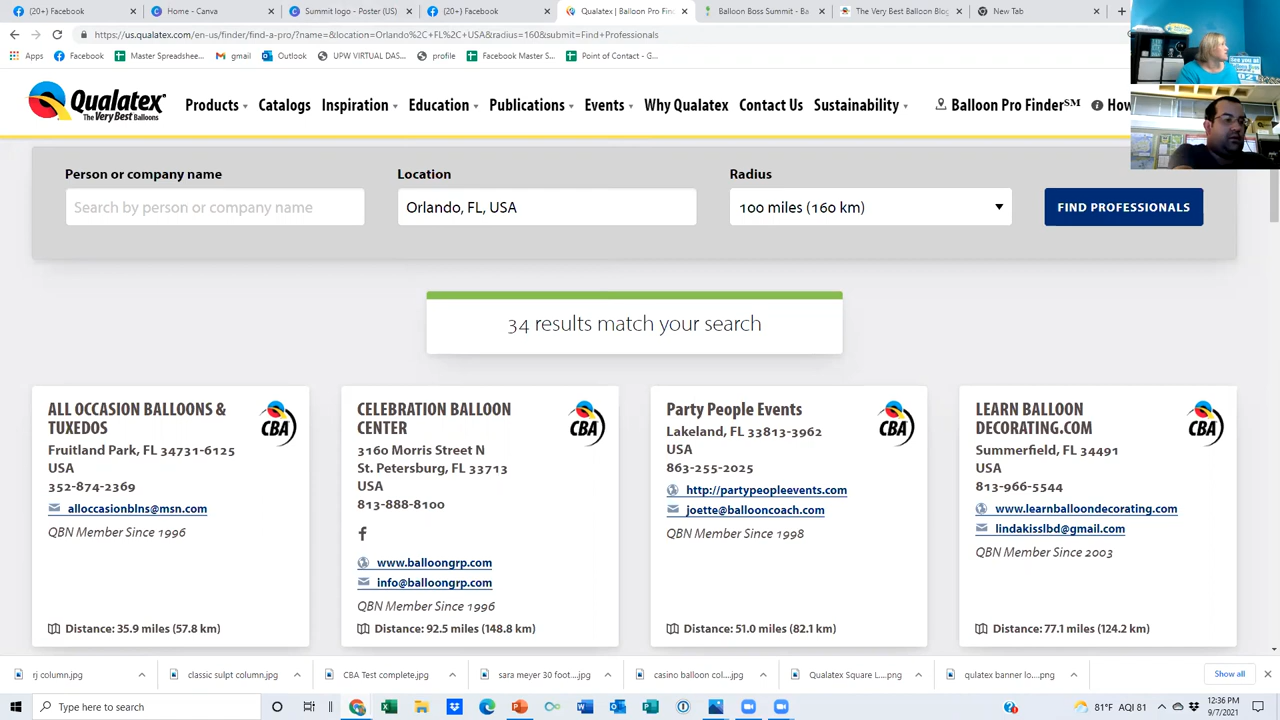 (20+) Facebook
Home - Canva
Summit logo - Poster (US)
(20+) Facebook
Qualatex | Balloon Pro Fin
Balloon Boss Summit - Ba
The Very Best Balloon Blog
New Tab
https://us.qualatex.com/en-us/finder/find-a-pro/?name=&location=Orlando%2C+FL%2C+USA&radius=160&submit=Find+Professionals
Apps
Facebook
Master Spreadshee...
gmail
Outlook
UPW VIRTUAL DAS...
profit
Facebook Master S...
Point of Contact - G...
Qualatex
The Very Best Balloons
Products
Catalogs
Inspiration
Education
Publications
Events
Why Qualatex
Contact Us
Sustainability
Balloon Pro Finder℠
How
Person or company name
Location
Radius
Search by person or company name
Orlando, FL, USA
100 miles (160 km)
FIND PROFESSIONALS
34 results match your search
ALL OCCASION BALLOONS &
TUXEDOS
CBA
Fruitland Park, FL 34731-6125
USA
352-874-2369
alloccasionblns@msn.com
QBN Member Since 1996
Distance: 35.9 miles (57.8 km)
CELEBRATION BALLOON
CENTER
CBA
3160 Morris Street N
St. Petersburg, FL 33713
USA
813-888-8100
www.balloongrp.com
info@balloongrp.com
QBN Member Since 1996
Distance: 92.5 miles (148.8 km)
Party People Events
CBA
Lakeland, FL 33813-3962
USA
863-255-2025
http://partypeopleevents.com
joette@ballooncoach.com
QBN Member Since 1998
Distance: 51.0 miles (82.1 km)
LEARN BALLOON
DECORATING.COM
CBA
Summerfield, FL 34491
USA
813-966-5544
www.learnballoondecorating.com
lindakisslbd@gmail.com
QBN Member Since 2003
Distance: 77.1 miles (124.2 km)
rj column.jpg
classic sulpt column.jpg
CBA Test complete.jpg
sara meyer 30 foot....jpg
casino balloon col....jpg
'Qualatex Square L....png
qulatex banner lo....png
Show all
Type here to search
81°F AQI 81
12:36 PM
9/7/2021